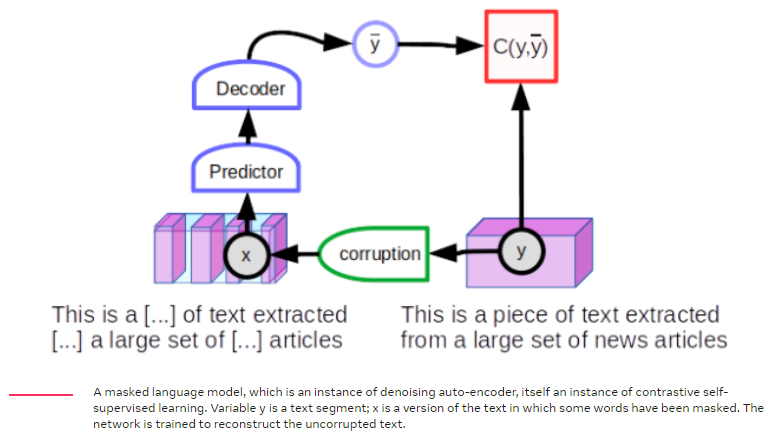 ȳ
C(y,ȳ)
Decoder
Predictor
x
corruption
y
This is a [...] of text extracted
[...] a large set of [...] articles
This is a piece of text extracted
from a large set of news articles
A masked language model, which is an instance of denoising auto-encoder, itself an instance of contrastive self-
supervised learning. Variable y is a text segment; x is a version of the text in which some words have been masked. The
network is trained to reconstruct the uncorrupted text.